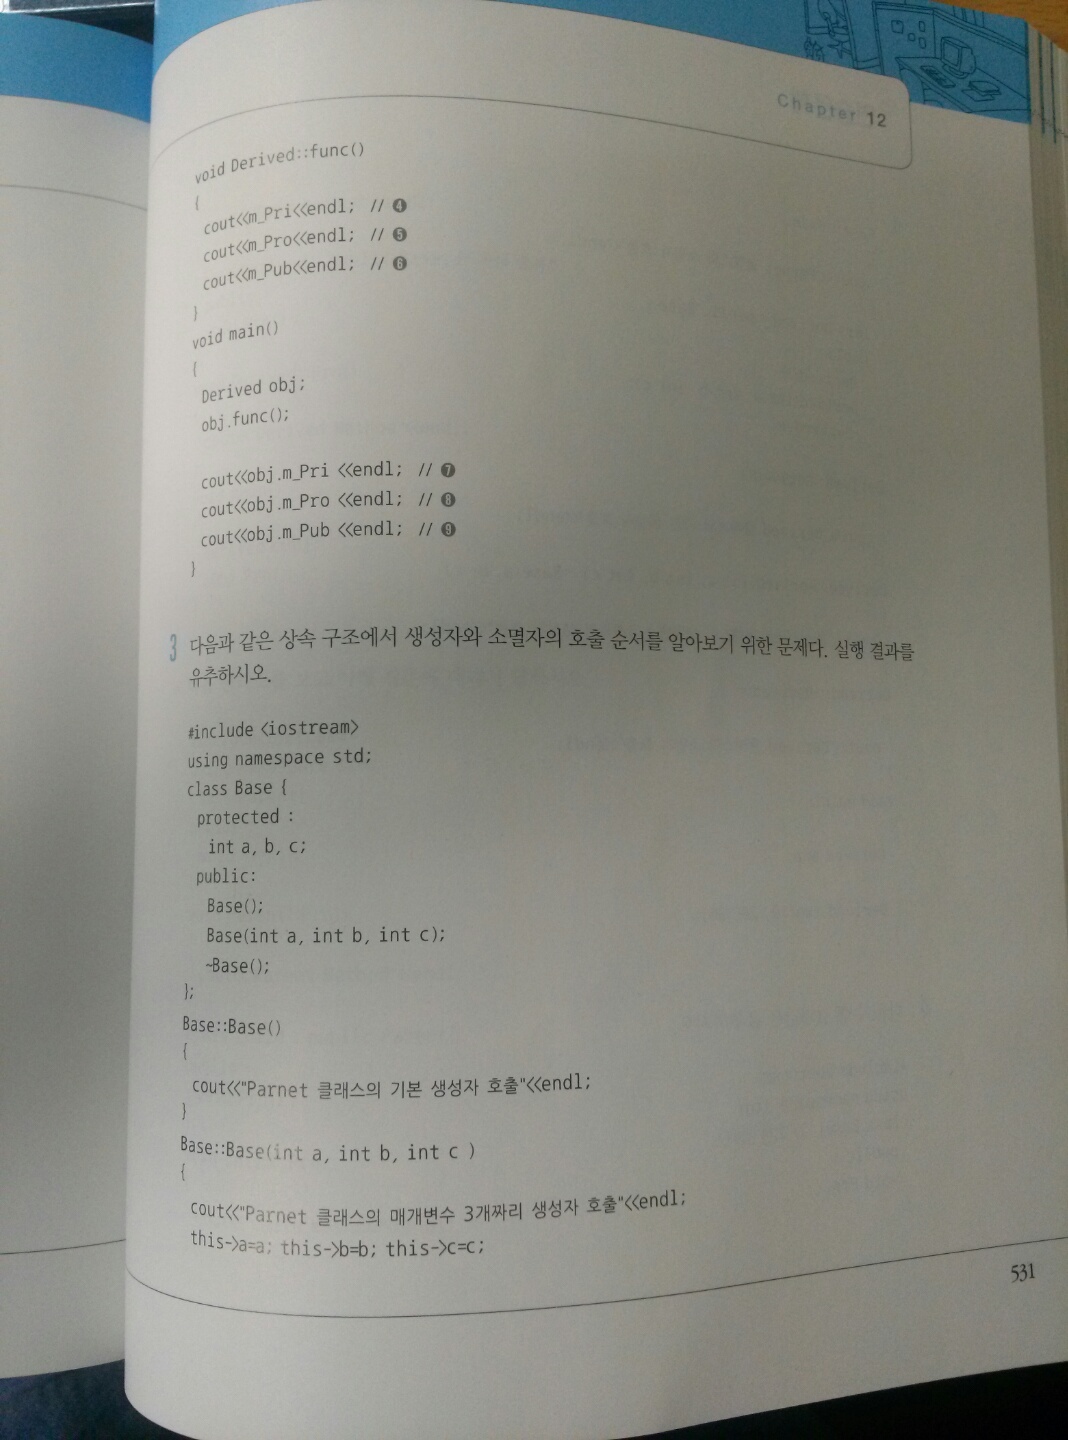 Chapter 12
void Derived::func()
{
cout<<m_Pri<<endl; // ❹
cout<<m_Pro<<endl; // ❺
cout<<m_Pub<<endl; // ❻
}
void main()
{
Derived obj;
obj.func();
cout<<obj.m_Pri <<endl; // ❼
cout<<obj.m_Pro <<endl; // ❽
cout<<obj.m_Pub <<endl; // ❾
}
3 다음과 같은 상속 구조에서 생성자와 소멸자의 호출 순서를 알아보기 위한 문제다. 실행 결과를
유추하시오.
#include <iostream>
using namespace std;
class Base {
protected :
int a, b, c;
public:
Base();
Base(int a, int b, int c);
~Base();
};
Base::Base()
{
cout<<"Parnet 클래스의 기본 생성자 호출"<<endl;
}
Base::Base(int a, int b, int c )
{
cout<<"Parnet 클래스의 매개변수 3개짜리 생성자 호출"<<endl;
this->a=a; this->b=b; this->c=c;
531